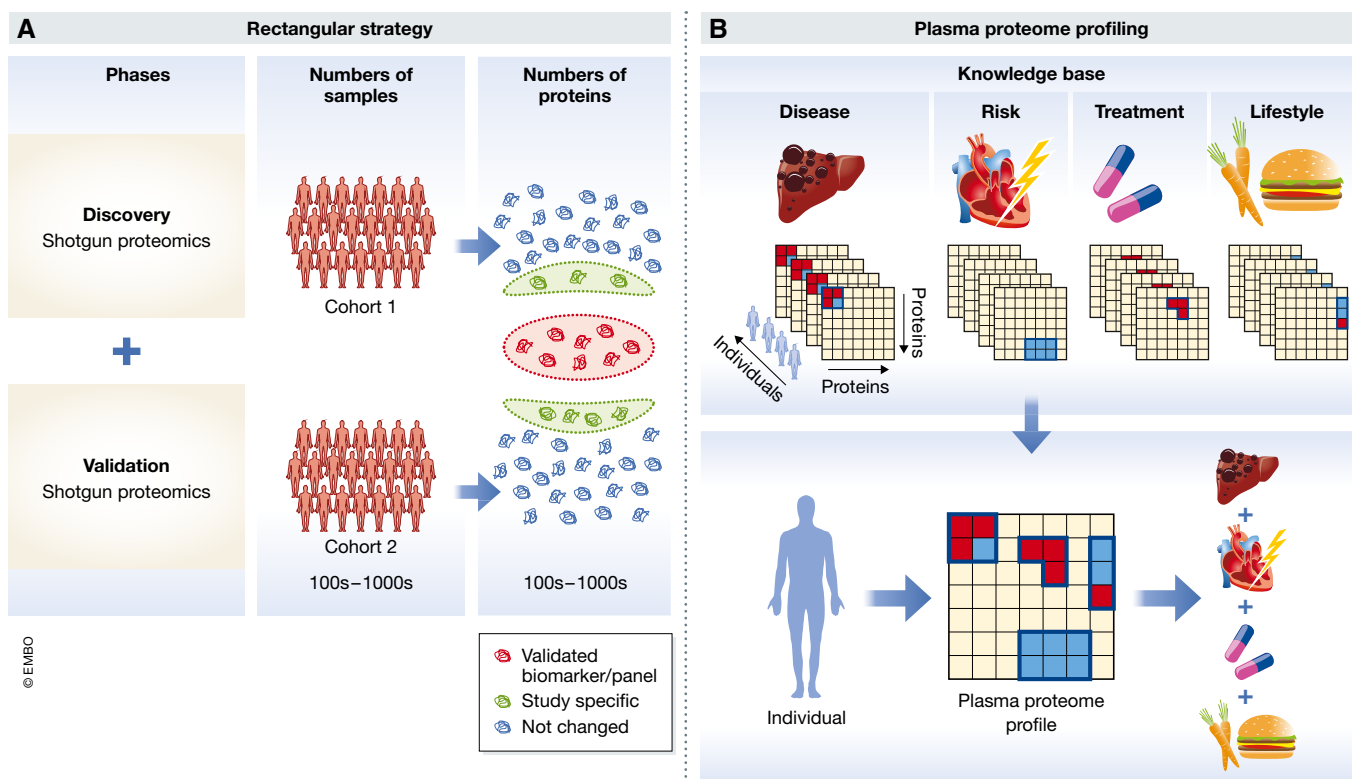 A
Rectangular strategy
Phases
Numbers of
samples
Numbers of
proteins
Discovery
Shotgun proteomics
Cohort 1
+
Validation
Shotgun proteomics
Cohort 2
100s–1000s
100s–1000s
Validated
biomarker/panel
Study specific
Not changed
© EMBO
B
Plasma proteome profiling
Knowledge base
Disease
Risk
Treatment
Lifestyle
Proteins
Individuals
Proteins
Individual
Plasma proteome
profile
+
+
+